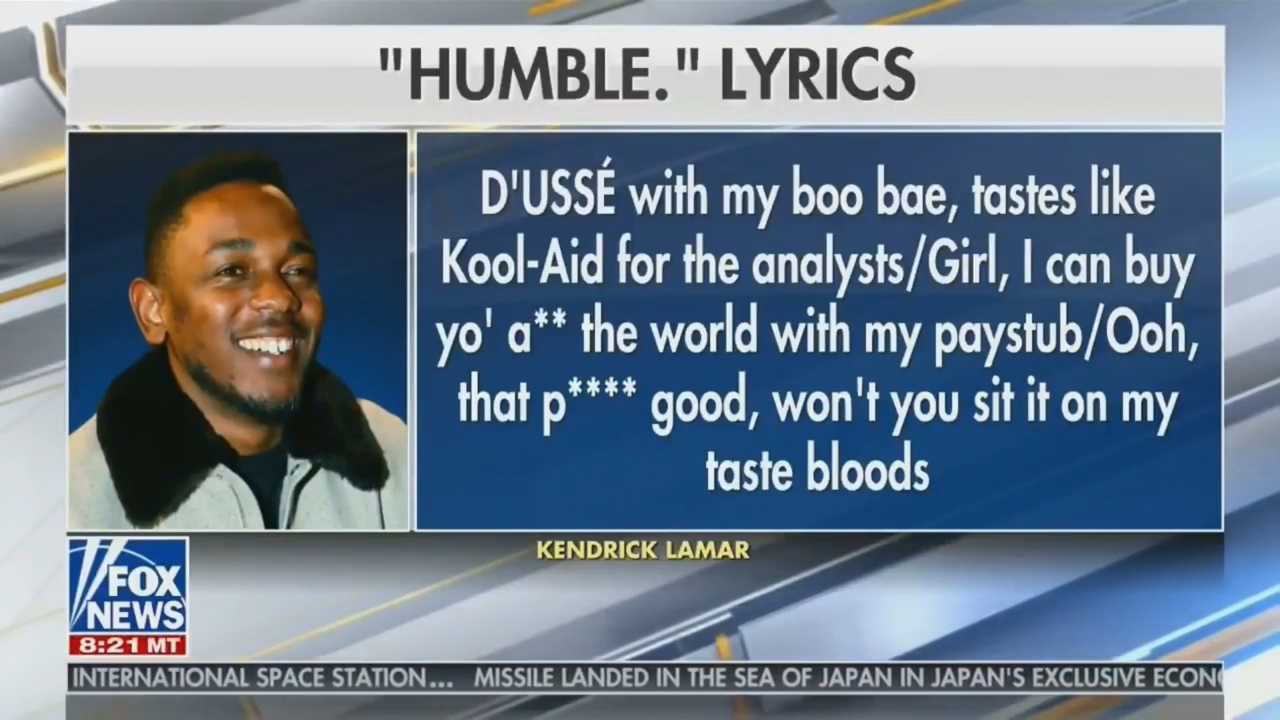 "HUMBLE." LYRICS
D'USSÉ with my boo bae, tastes like
Kool-Aid for the analysts/Girl, I can buy
yo' a** the world with my paystub/Ooh,
that p**** good, won't you sit it on my
taste bloods
KENDRICK LAMAR
FOX
NEWS
8:21 MT
INTERNATIONAL SPACE STATION... MISSILE LANDED IN THE SEA OF JAPAN IN JAPAN'S EXCLUSIVE ECON